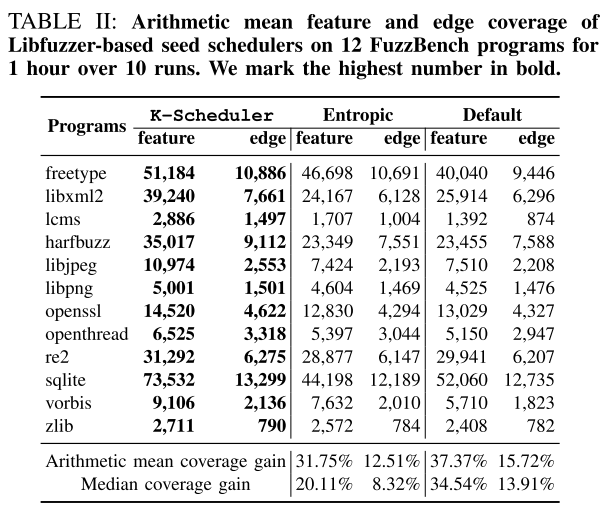 TABLE II: Arithmetic mean feature and edge coverage of
Libfuzzer-based seed schedulers on 12 FuzzBench programs for
1 hour over 10 runs. We mark the highest number in bold.
Programs K-Scheduler Entropic Default
feature edge feature edge feature edge
freetype 51,184 10,886 46,698 10,691 40,040 9,446
libxml2 39,240 7,661 24,167 6,128 25,914 6,296
lcms 2,886 1,497 1,707 1,004 1,392 874
harfbuzz 35,017 9,112 23,349 7,551 23,455 7,588
libjpeg 10,974 2,553 7,424 2,193 7,510 2,208
libpng 5,001 1,501 4,604 1,469 4,525 1,476
openssl 14,520 4,622 12,830 4,294 13,029 4,327
openthread 6,525 3,318 5,397 3,044 5,150 2,947
re2 31,292 6,275 28,877 6,147 29,941 6,207
sqlite 73,532 13,299 44,198 12,189 52,060 12,735
vorbis 9,106 2,136 7,632 2,010 5,710 1,823
zlib 2,711 790 2,572 784 2,408 782
Arithmetic mean coverage gain 31.75% 12.51% 37.37% 15.72%
Median coverage gain 20.11% 8.32% 34.54% 13.91%